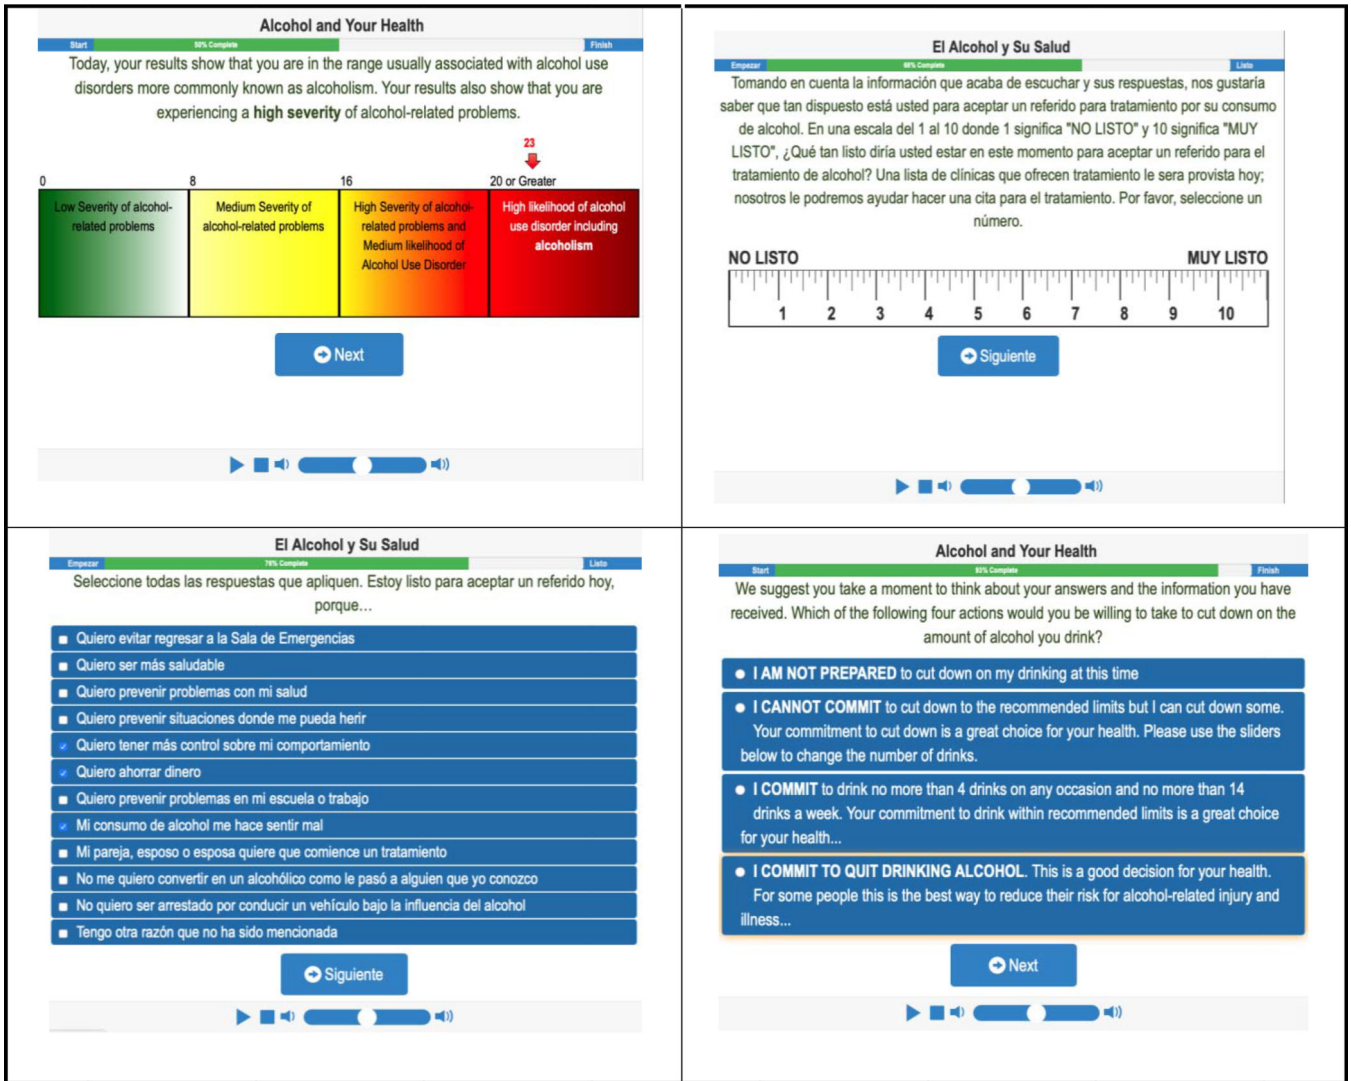 Alcohol and Your Health
Start 50% Complete Finish
Today, your results show that you are in the range usually associated with alcohol use
disorders more commonly known as alcoholism. Your results also show that you are
experiencing a high severity of alcohol-related problems.
23
0 8 16 20 or Greater
Low Severity of alcohol-
related problems
Medium Severity of
alcohol-related problems
High Severity of alcohol-
related problems and
Medium likelihood of
Alcohol Use Disorder
High likelihood of alcohol
use disorder including
alcoholism
Next
El Alcohol y Su Salud
Empezar 68% Complete Listo
Tomando en cuenta la información que acaba de escuchar y sus respuestas, nos gustaría
saber que tan dispuesto está usted para aceptar un referido para tratamiento por su consumo
de alcohol. En una escala del 1 al 10 donde 1 significa "NO LISTO" y 10 significa "MUY
LISTO", ¿Qué tan listo diría usted estar en este momento para aceptar un referido para el
tratamiento de alcohol? Una lista de clínicas que ofrecen tratamiento le sera provista hoy;
nosotros le podremos ayudar hacer una cita para el tratamiento. Por favor, seleccione un
número.
NO LISTO MUY LISTO
1 2 3 4 5 6 7 8 9 10
Siguiente
El Alcohol y Su Salud
Empezar 76% Complete Listo
Seleccione todas las respuestas que apliquen. Estoy listo para aceptar un referido hoy,
porque...
Quiero evitar regresar a la Sala de Emergencias
Quiero ser más saludable
Quiero prevenir problemas con mi salud
Quiero prevenir situaciones donde me pueda herir
Quiero tener más control sobre mi comportamiento
Quiero ahorrar dinero
Quiero prevenir problemas en mi escuela o trabajo
Mi consumo de alcohol me hace sentir mal
Mi pareja, esposo o esposa quiere que comience un tratamiento
No me quiero convertir en un alcohólico como le pasó a alguien que yo conozco
No quiero ser arrestado por conducir un vehículo bajo la influencia del alcohol
Tengo otra razón que no ha sido mencionada
Siguiente
Alcohol and Your Health
Start 93% Complete Finish
We suggest you take a moment to think about your answers and the information you have
received. Which of the following four actions would you be willing to take to cut down on the
amount of alcohol you drink?
I AM NOT PREPARED to cut down on my drinking at this time
I CANNOT COMMIT to cut down to the recommended limits but I can cut down some.
Your commitment to cut down is a great choice for your health. Please use the sliders
below to change the number of drinks.
I COMMIT to drink no more than 4 drinks on any occasion and no more than 14
drinks a week. Your commitment to drink within recommended limits is a great choice
for your health...
I COMMIT TO QUIT DRINKING ALCOHOL. This is a good decision for your health.
For some people this is the best way to reduce their risk for alcohol-related injury and
illness...
Next